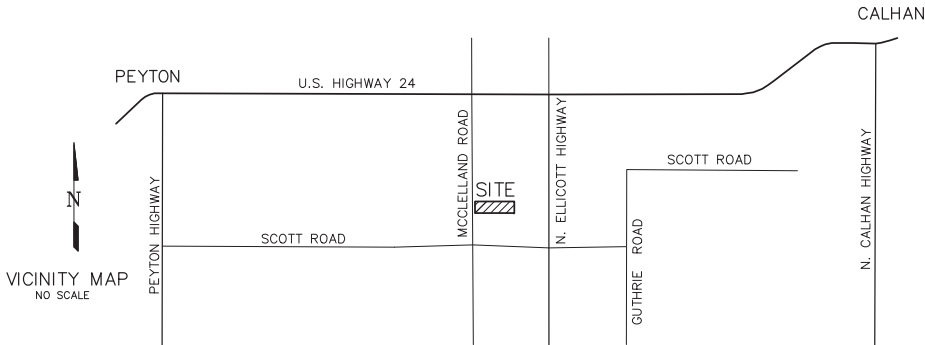 CALHAN
PEYTON
U.S. HIGHWAY 24
MCCLELLAND ROAD
N. ELLICOTT HIGHWAY
N. CALHAN HIGHWAY
SCOTT ROAD
N
PEYTON HIGHWAY
SITE
SCOTT ROAD
GUTHRIE ROAD
VICINITY MAP
NO SCALE